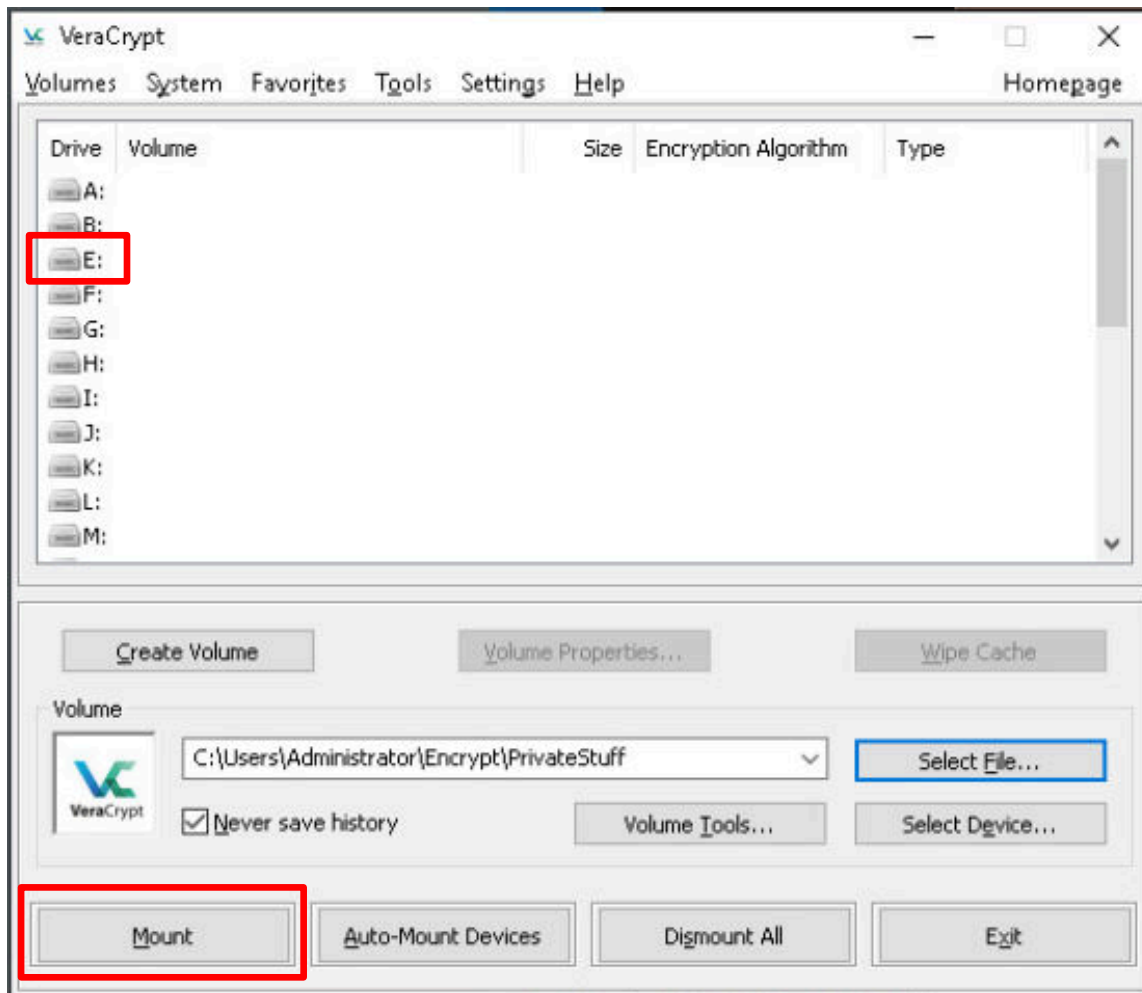 VeraCrypt
Volumes System Favorites Tools Settings Help Homepage
Drive Volume Size Encryption Algorithm Type
A:
B:
E:
F:
G:
H:
I:
J:
K:
L:
M:
Create Volume Volume Properties... Wipe Cache
Volume
C:\Users\Administrator\Encrypt\PrivateStuff Select File...
VeraCrypt Never save history Volume Tools... Select Device...
Mount Auto-Mount Devices Dismount All Exit